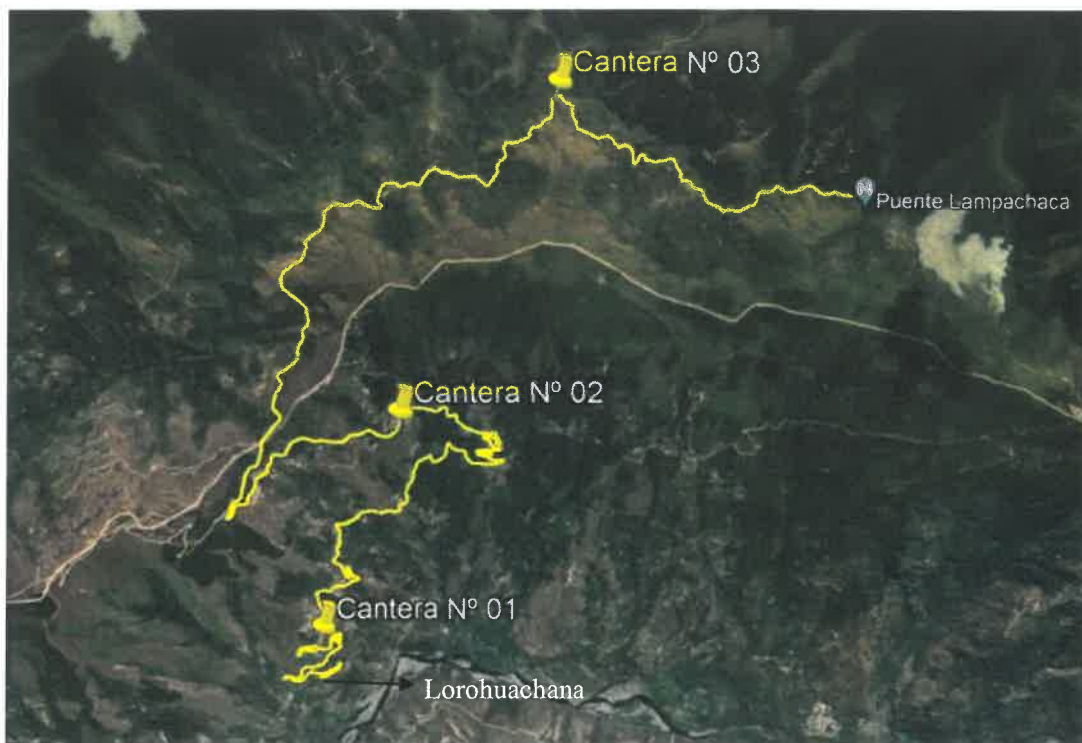 Cantera Nº 03
Puente Lampachaca
Cantera Nº 02
Cantera Nº 01
Lorohuachana